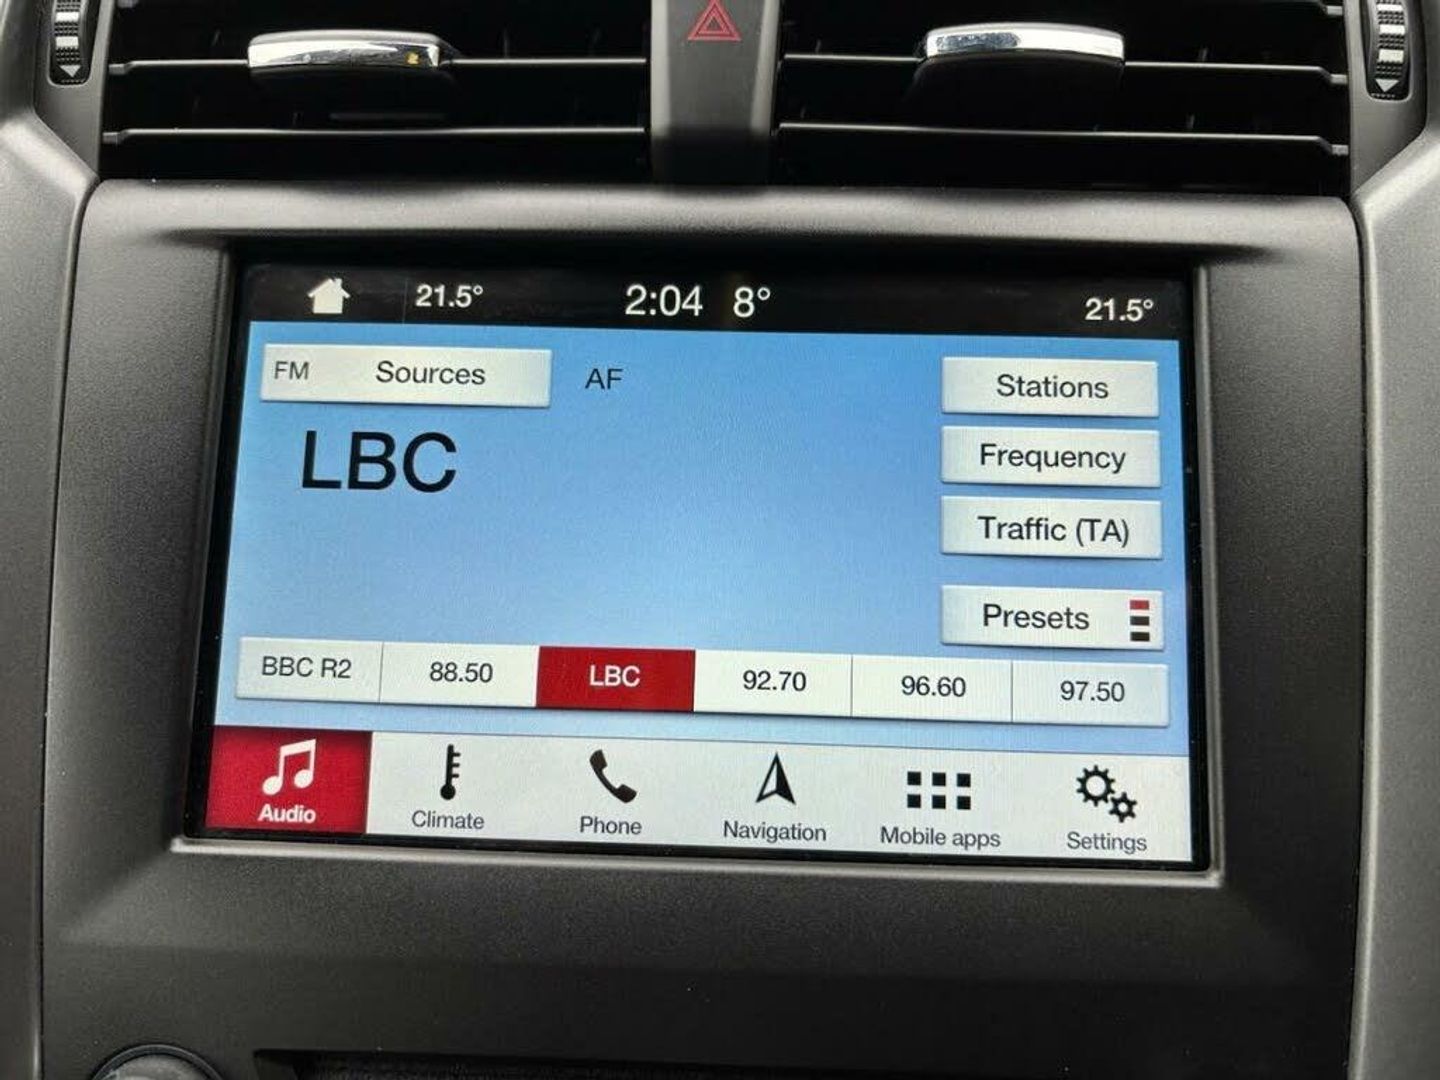 21.5° 2:04 8° 21.5°
FM Sources AF Stations
LBC
Frequency
Traffic (TA)
Presets
BBC R2 88.50 LBC 92.70 96.60 97.50
Audio Climate Phone Navigation Mobile apps Settings